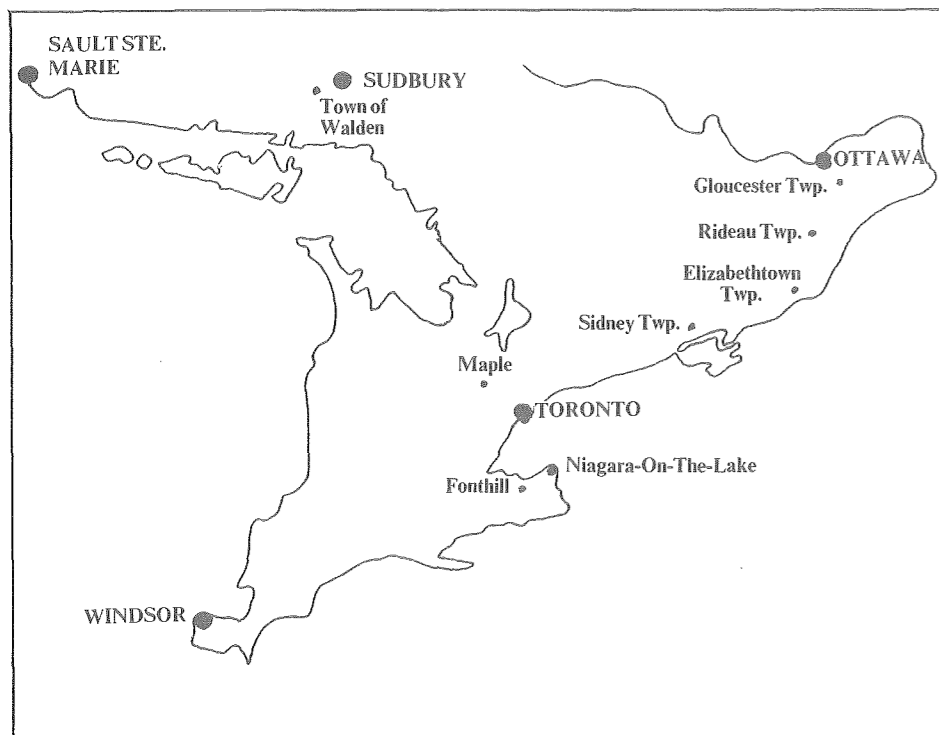 SAULT STE.
MARIE
SUDBURY
Town of
Walden
OTTAWA
Gloucester Twp.
Rideau Twp.
Elizabethtown
Twp.
Sidney Twp.
Maple
TORONTO
Niagara-On-The-Lake
Fonthill
WINDSOR